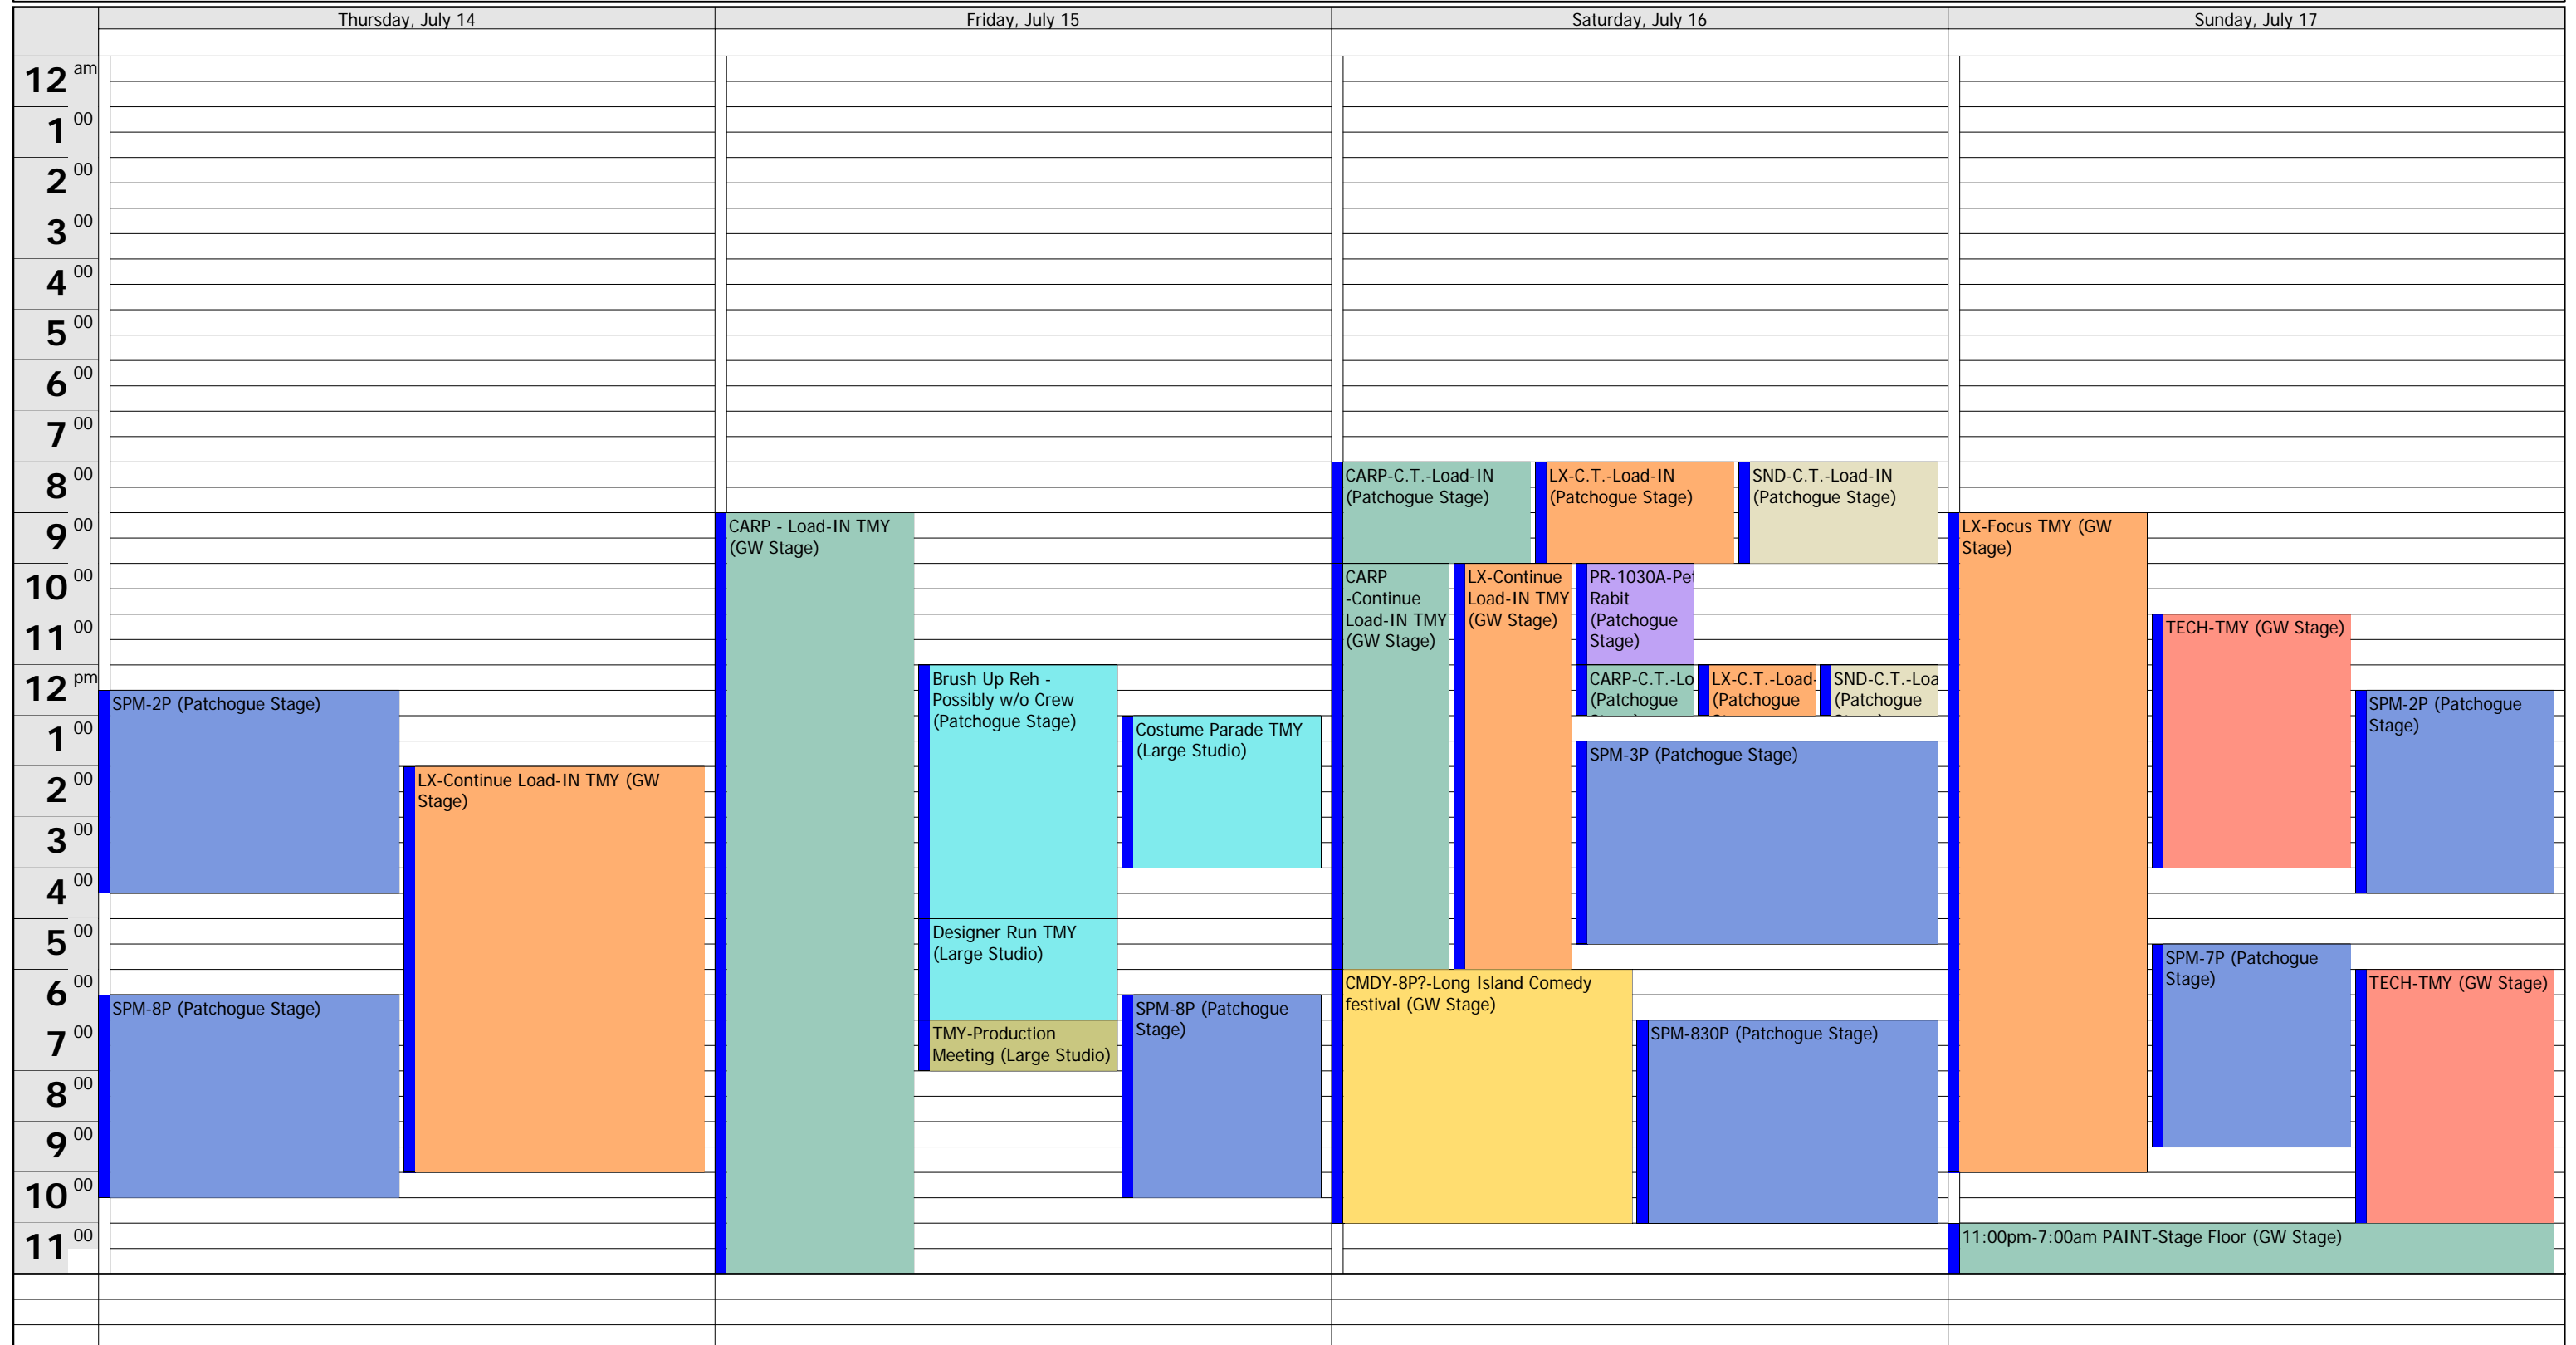 Thursday, July 14
Friday, July 15
Saturday, July 16
Sunday, July 17
12 am
1 00
2 00
3 00
4 00
5 00
6 00
7 00
8 00
9 00
10 00
11 00
12 pm
1 00
2 00
3 00
4 00
5 00
6 00
7 00
8 00
9 00
10 00
11 00
SPM-2P (Patchogue Stage)
LX-Continue Load-IN TMY (GW
Stage)
SPM-8P (Patchogue Stage)
CARP - Load-IN TMY
(GW Stage)
Brush Up Reh -
Possibly w/o Crew
(Patchogue Stage)
Costume Parade TMY
(Large Studio)
Designer Run TMY
(Large Studio)
SPM-8P (Patchogue
Stage)
TMY-Production
Meeting (Large Studio)
CARP-C.T.-Load-IN
(Patchogue Stage)
LX-C.T.-Load-IN
(Patchogue Stage)
SND-C.T.-Load-IN
(Patchogue Stage)
CARP
-Continue
Load-IN TMY
(GW Stage)
LX-Continue
Load-IN TMY
(GW Stage)
PR-1030A-Pet
Rabit
(Patchogue
Stage)
CARP-C.T.-Lo
(Patchogue
LX-C.T.-Load-
(Patchogue
SND-C.T.-Loa
(Patchogue
SPM-3P (Patchogue Stage)
CMDY-8P?-Long Island Comedy
festival (GW Stage)
SPM-830P (Patchogue Stage)
LX-Focus TMY (GW
Stage)
TECH-TMY (GW Stage)
SPM-2P (Patchogue
Stage)
SPM-7P (Patchogue
Stage)
TECH-TMY (GW Stage)
11:00pm-7:00am PAINT-Stage Floor (GW Stage)